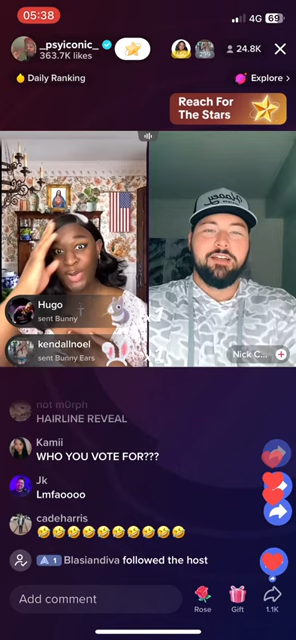 05:38
4G 69
_psyiconic_
363.7K likes
24.8K
Daily Ranking
Explore >
Reach For
The Stars
Hugo
sent Bunny
kendallnoel
sent Bunny Ears
Nick C...
not m0rph
HAIRLINE REVEAL
Kamii
WHO YOU VOTE FOR???
Jk
Lmfaoooo
cadeharris
🤣🤣🤣🤣🤣🤣🤣🤣🤣🤣
1 Blasiandiva followed the host
Add comment
Rose
Gift
1.1K